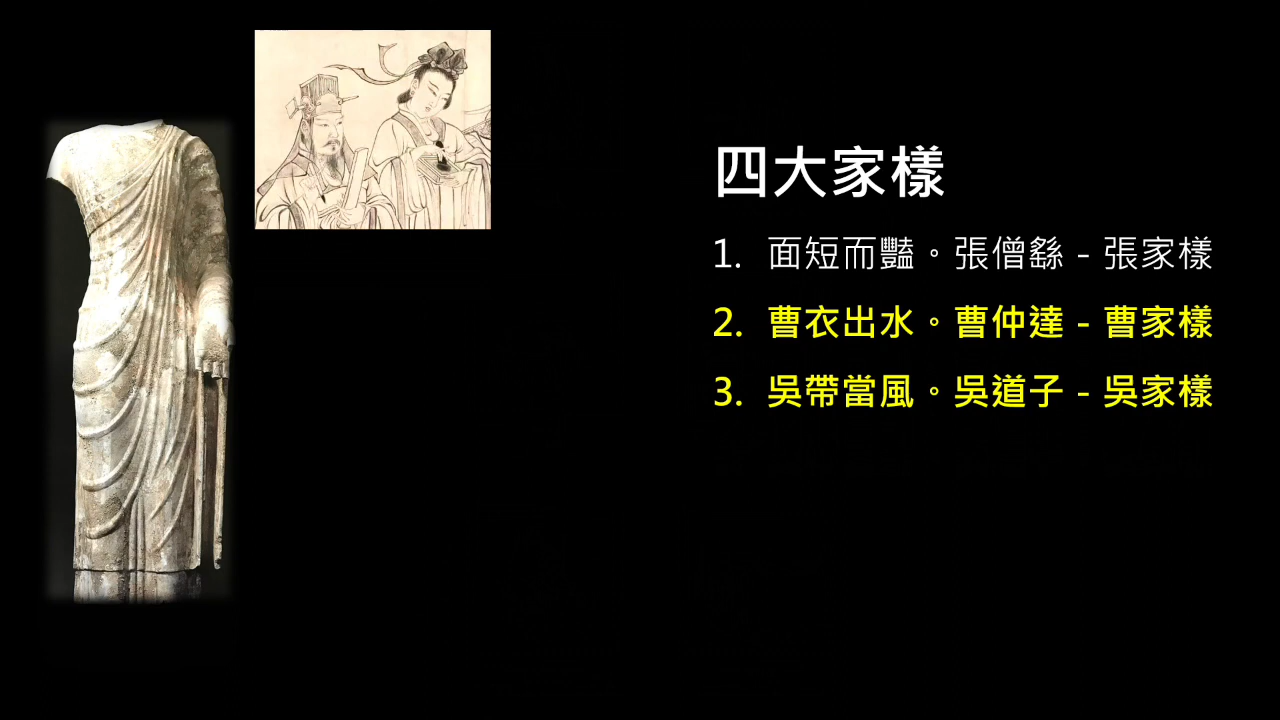 四大家樣
1. 面短而豔。張僧繇 - 張家樣
2. 曹衣出水。曹仲達 - 曹家樣
3. 吳帶當風。吳道子 - 吳家樣